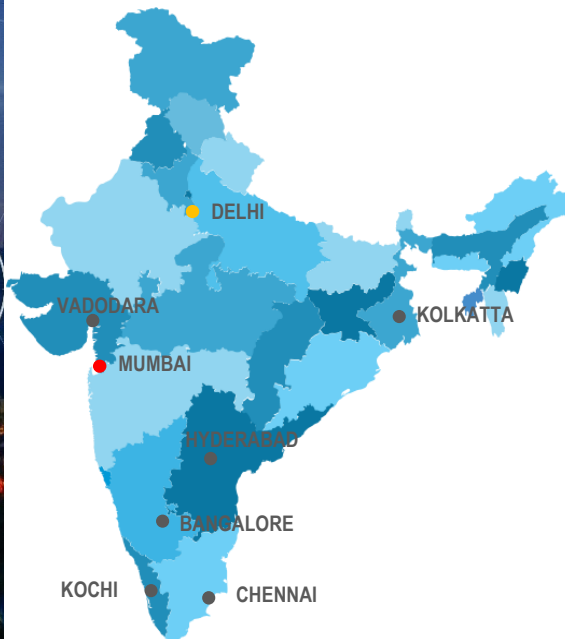 DELHI
VADODARA
KOLKATTA
MUMBAI
HYDERABAD
BANGALORE
KOCHI
CHENNAI